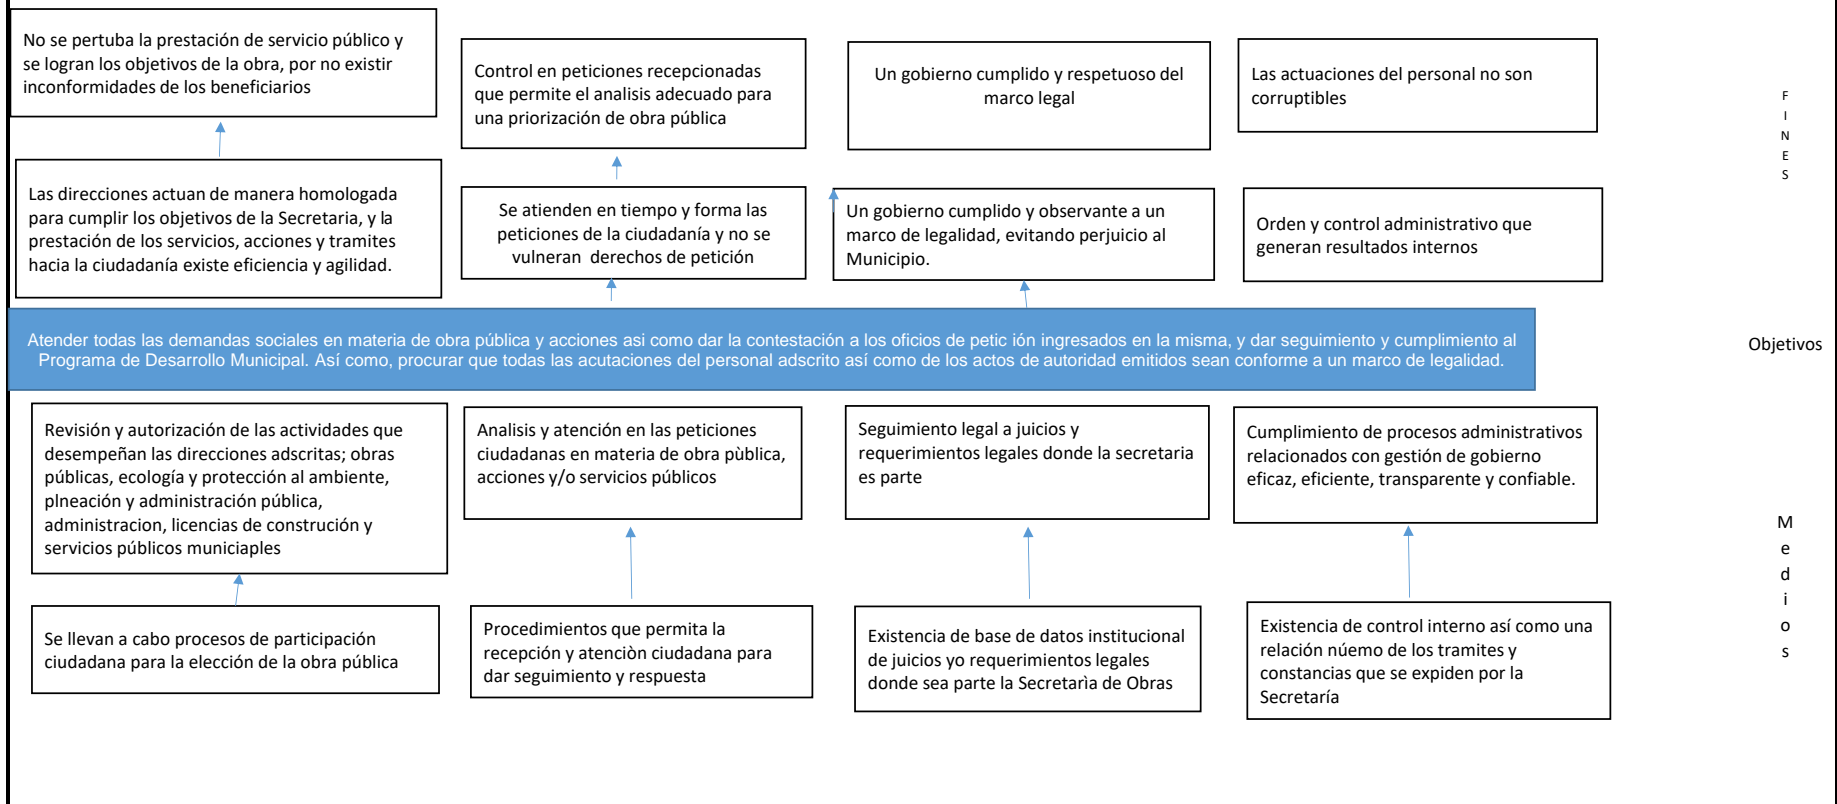 No se pertuba la prestación de servicio público y
se logran los objetivos de la obra, por no existir
inconformidades de los beneficiarios
Control en peticiones recepcionadas
que permite el analisis adecuado para
una priorización de obra pública
Un gobierno cumplido y respetuoso del
marco legal
Las actuaciones del personal no son
corruptibles
F
I
N
E
S
Las direcciones actuan de manera homologada
para cumplir los objetivos de la Secretaria, y la
prestación de los servicios, acciones y tramites
hacia la ciudadanía existe eficiencia y agilidad.
Se atienden en tiempo y forma las
peticiones de la ciudadanía y no se
vulneran derechos de petición
Un gobierno cumplido y observante a un
marco de legalidad, evitando perjuicio al
Municipio.
Orden y control administrativo que
generan resultados internos
Atender todas las demandas sociales en materia de obra pública y acciones asi como dar la contestación a los oficios de petic ión ingresados en la misma, y dar seguimiento y cumplimiento al
Programa de Desarrollo Municipal. Así como, procurar que todas las acutaciones del personal adscrito así como de los actos de autoridad emitidos sean conforme a un marco de legalidad.
Objetivos
Revisión y autorización de las actividades que
desempeñan las direcciones adscritas; obras
públicas, ecología y protección al ambiente,
plneación y administración pública,
administracion, licencias de construción y
servicios públicos municiaples
Analisis y atención en las peticiones
ciudadanas en materia de obra pùblica,
acciones y/o servicios públicos
Seguimiento legal a juicios y
requerimientos legales donde la secretaria
es parte
Cumplimiento de procesos administrativos
relacionados con gestión de gobierno
eficaz, eficiente, transparente y confiable.
M
e
d
i
o
s
Se llevan a cabo procesos de participación
ciudadana para la elección de la obra pública
Procedimientos que permita la
recepción y atenciòn ciudadana para
dar seguimiento y respuesta
Existencia de base de datos institucional
de juicios yo requerimientos legales
donde sea parte la Secretarìa de Obras
Existencia de control interno así como una
relación núemo de los tramites y
constancias que se expiden por la
Secretaría